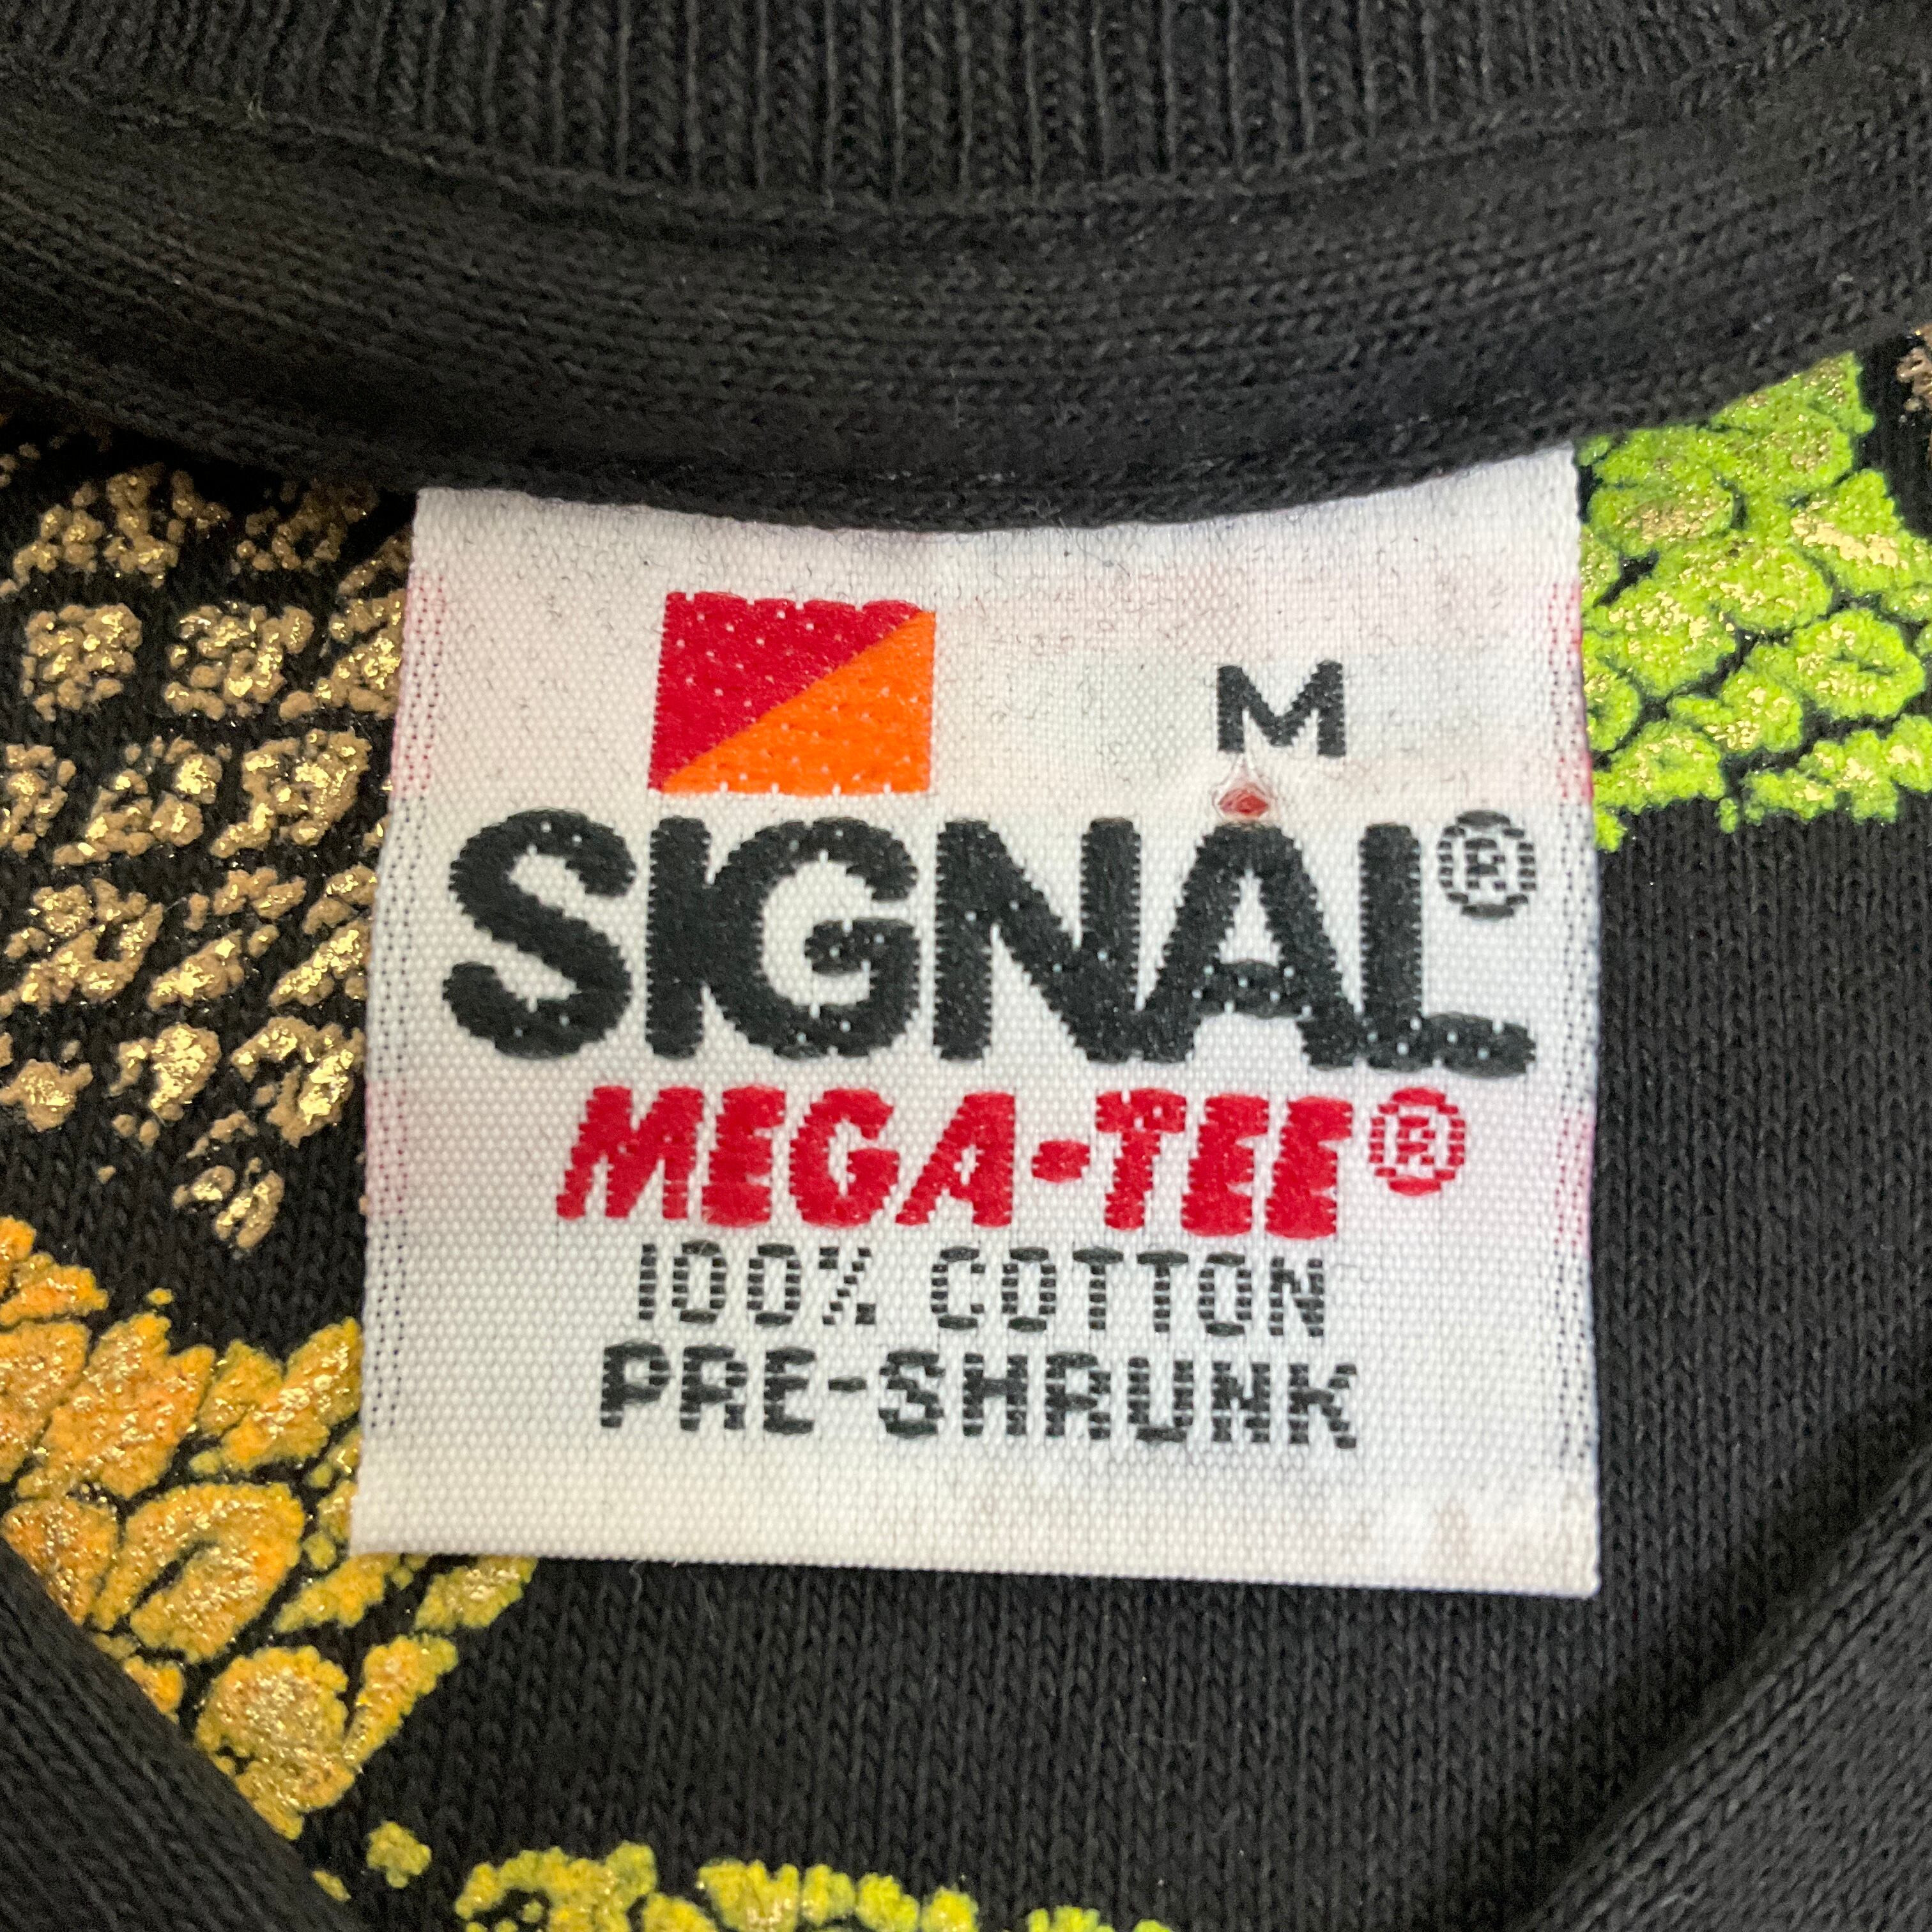 M
SIGNAL®
MEGA-TEE®
100% COTTON
PRE-SHRUNK